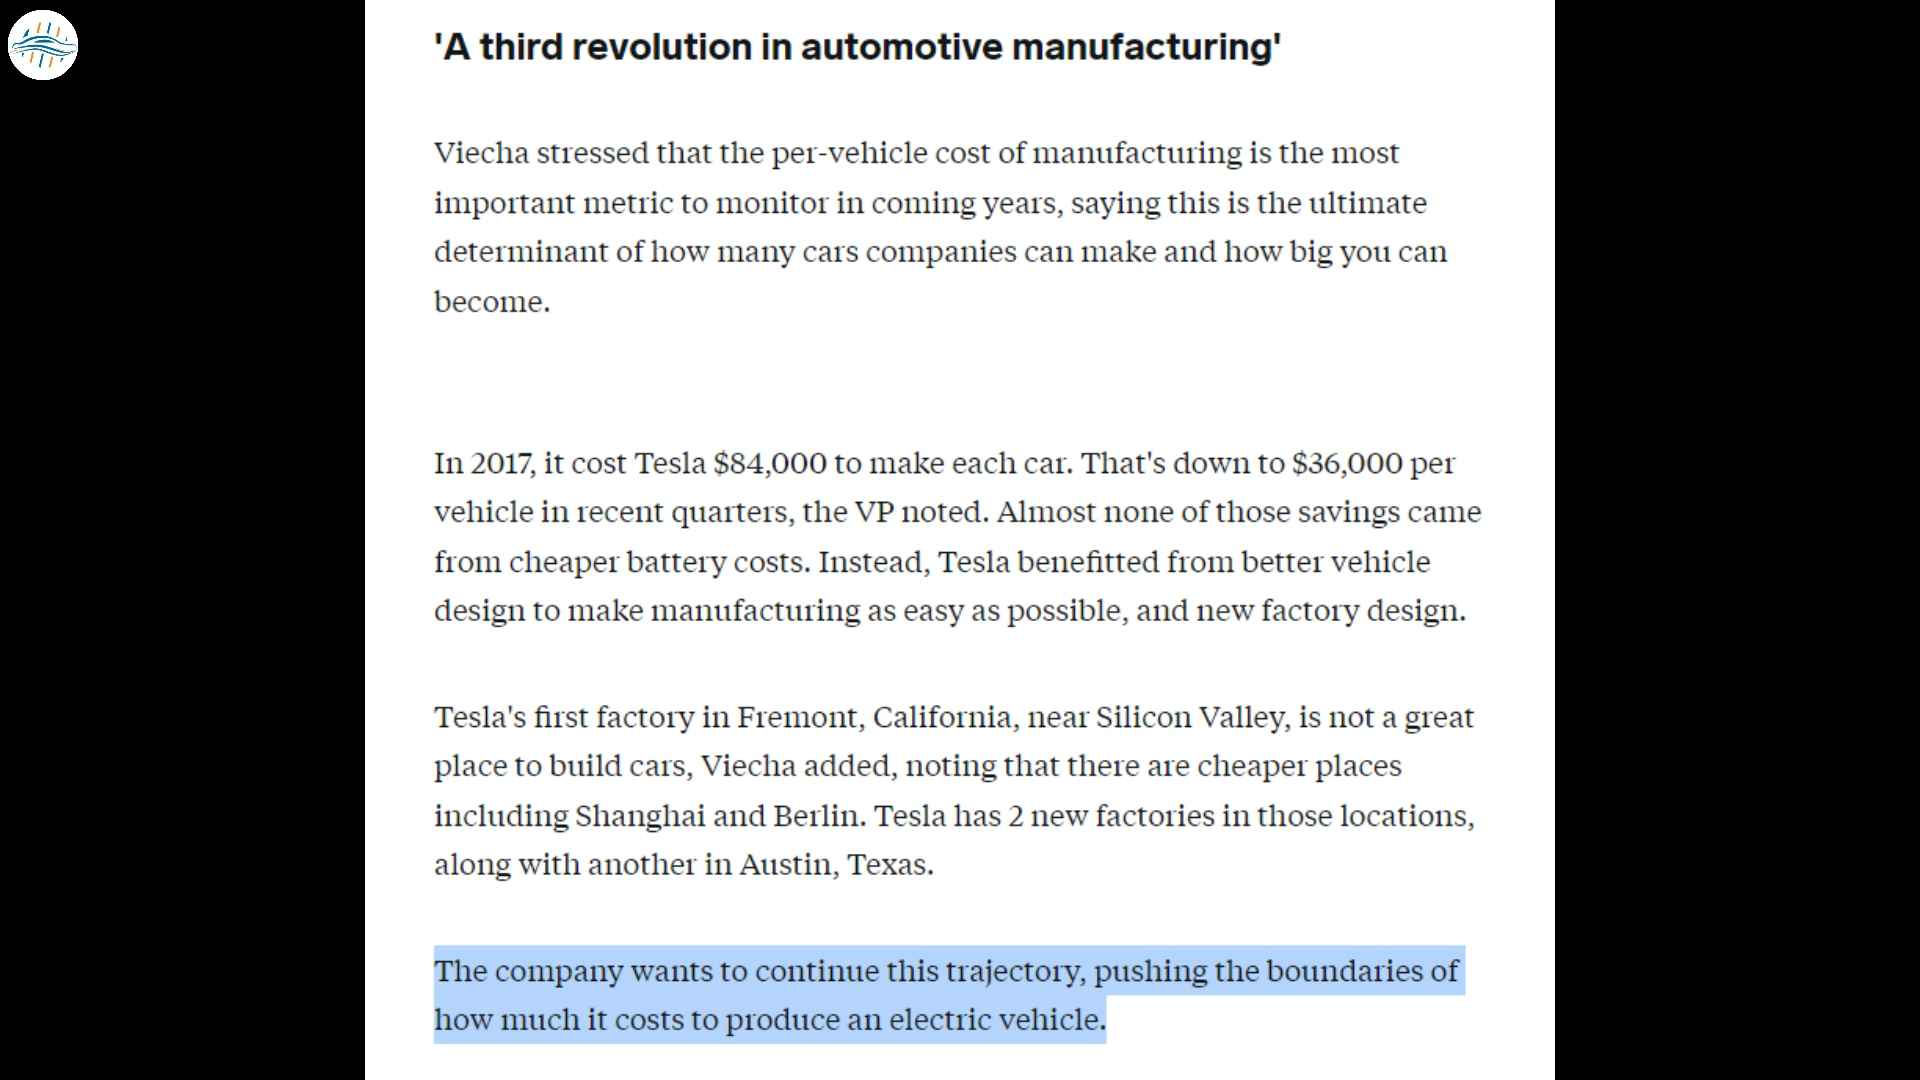 'A third revolution in automotive manufacturing'
Viecha stressed that the per-vehicle cost of manufacturing is the most
important metric to monitor in coming years, saying this is the ultimate
determinant of how many cars companies can make and how big you can
become.
In 2017, it cost Tesla $84,000 to make each car. That's down to $36,000 per
vehicle in recent quarters, the VP noted. Almost none of those savings came
from cheaper battery costs. Instead, Tesla benefitted from better vehicle
design to make manufacturing as easy as possible, and new factory design.
Tesla's first factory in Fremont, California, near Silicon Valley, is not a great
place to build cars, Viecha added, noting that there are cheaper places
including Shanghai and Berlin. Tesla has 2 new factories in those locations,
along with another in Austin, Texas.
The company wants to continue this trajectory, pushing the boundaries of
how much it costs to produce an electric vehicle.